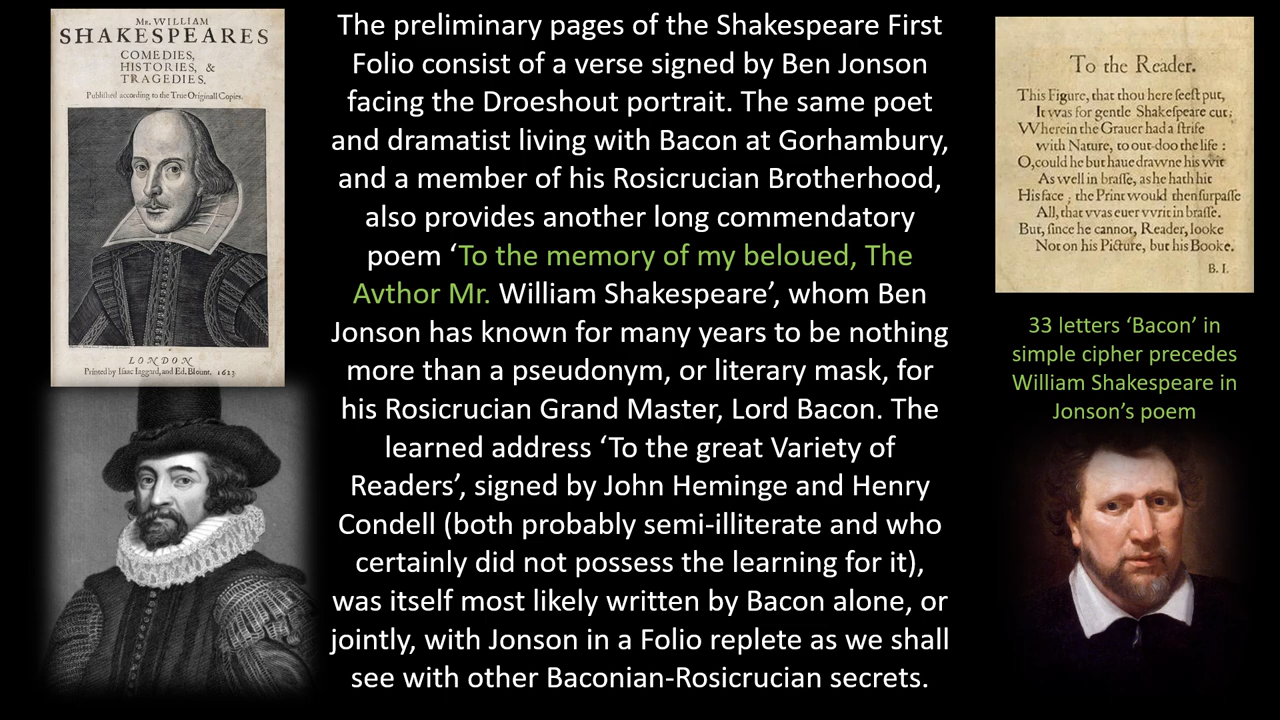 Mr. WILLIAM
SHAKESPEARES
COMEDIES,
HISTORIES, &
TRAGEDIES.
Published according to the True Originall Copies.
LONDON
Printed by Isaac Iaggard, and Ed. Blount. 1623
The preliminary pages of the Shakespeare First
Folio consist of a verse signed by Ben Jonson
facing the Droeshout portrait. The same poet
and dramatist living with Bacon at Gorhambury,
and a member of his Rosicrucian Brotherhood,
also provides another long commendatory
poem ‘To the memory of my beloued, The
Avthor Mr. William Shakespeare’, whom Ben
Jonson has known for many years to be nothing
more than a pseudonym, or literary mask, for
his Rosicrucian Grand Master, Lord Bacon. The
learned address ‘To the great Variety of
Readers’, signed by John Heminge and Henry
Condell (both probably semi-illiterate and who
certainly did not possess the learning for it),
was itself most likely written by Bacon alone, or
jointly, with Jonson in a Folio replete as we shall
see with other Baconian-Rosicrucian secrets.
To the Reader.
This Figure, that thou here ſeeſt put,
It vvas for gentle Shakeſpeare cut;
VVherein the Grauer had a ſtrife
with Nature, to out-doo the life :
O, could he but haue dravvne his vvit
As well in braſſe, as he hath hit
His face ; the Print would then ſurpaſſe
All, that vvas euer vvrit in braſſe.
But, ſince he cannot, Reader, looke
Not on his Picture, but his Booke.
B. I.
33 letters ‘Bacon’ in
simple cipher precedes
William Shakespeare in
Jonson’s poem